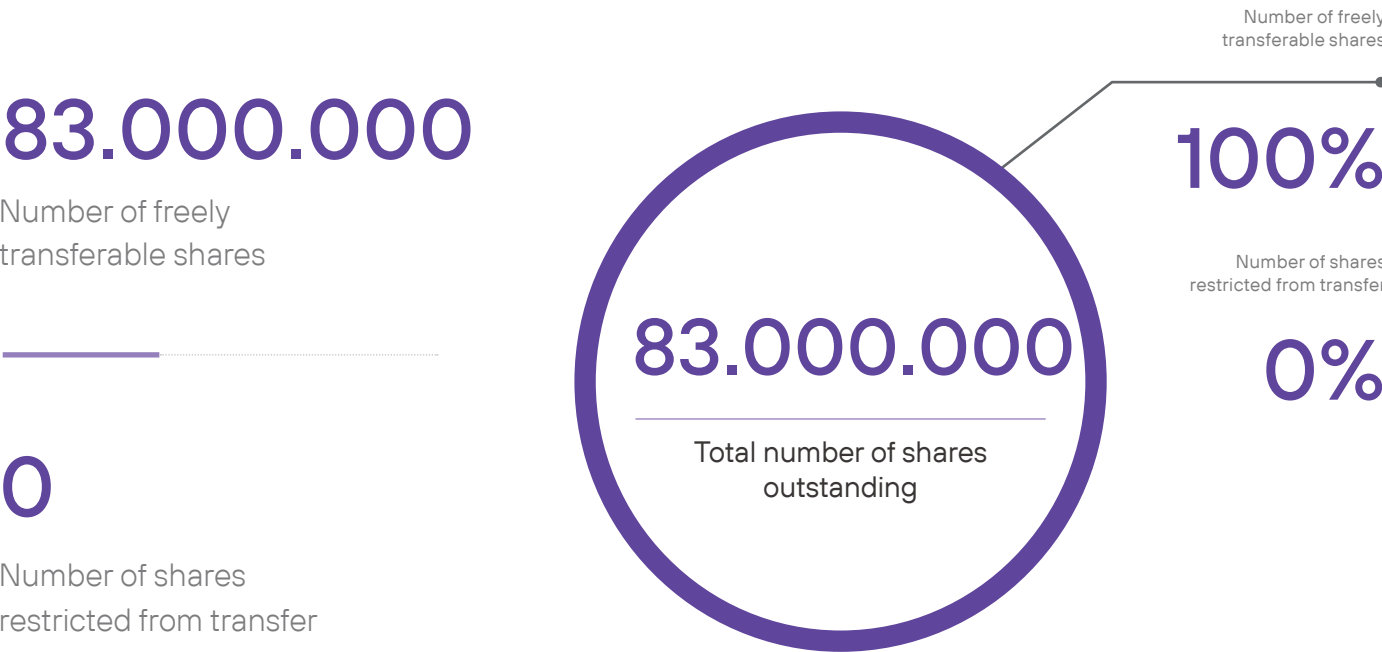 83.000.000
Number of freely
transferable shares
0
Number of shares
restricted from transfer
83.000.000
Total number of shares
outstanding
Number of freely
transferable shares
100%
Number of shares
restricted from transfer
0%